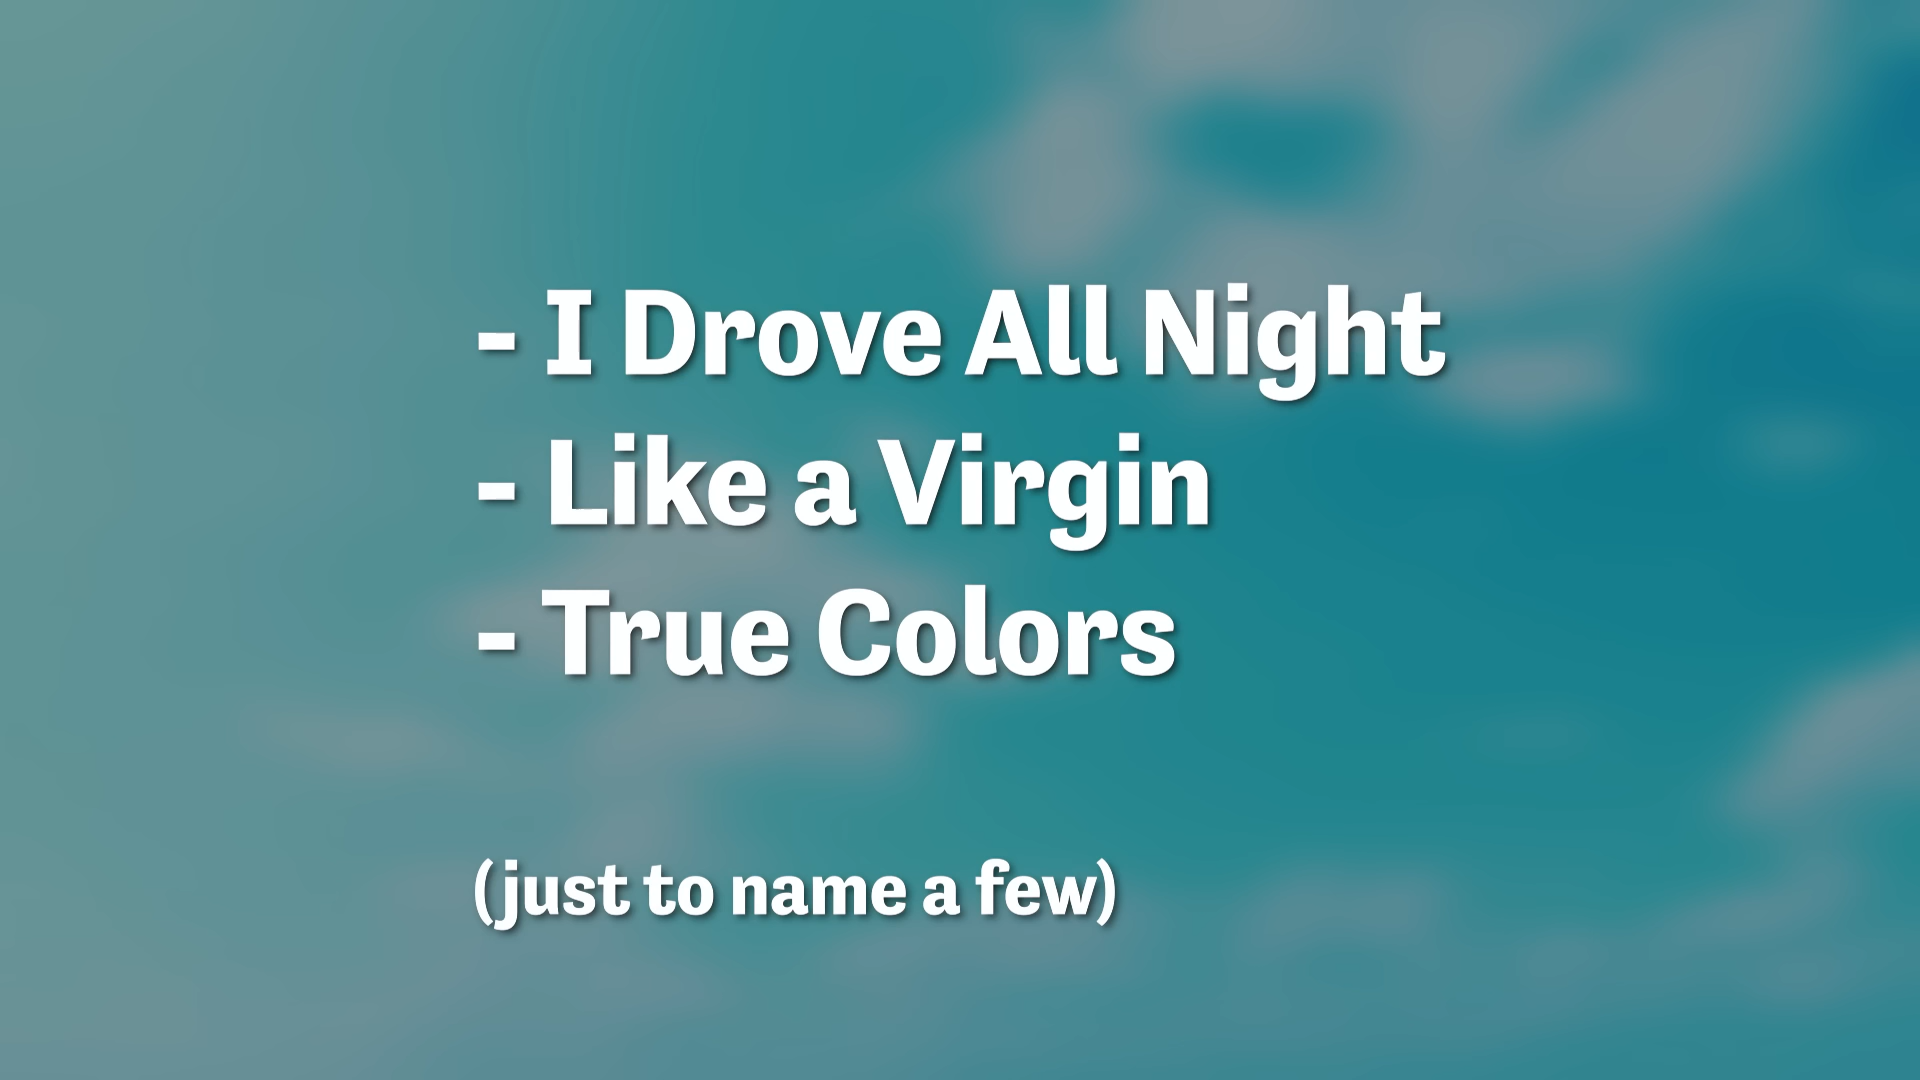 - I Drove All Night
- Like a Virgin
- True Colors
(just to name a few)